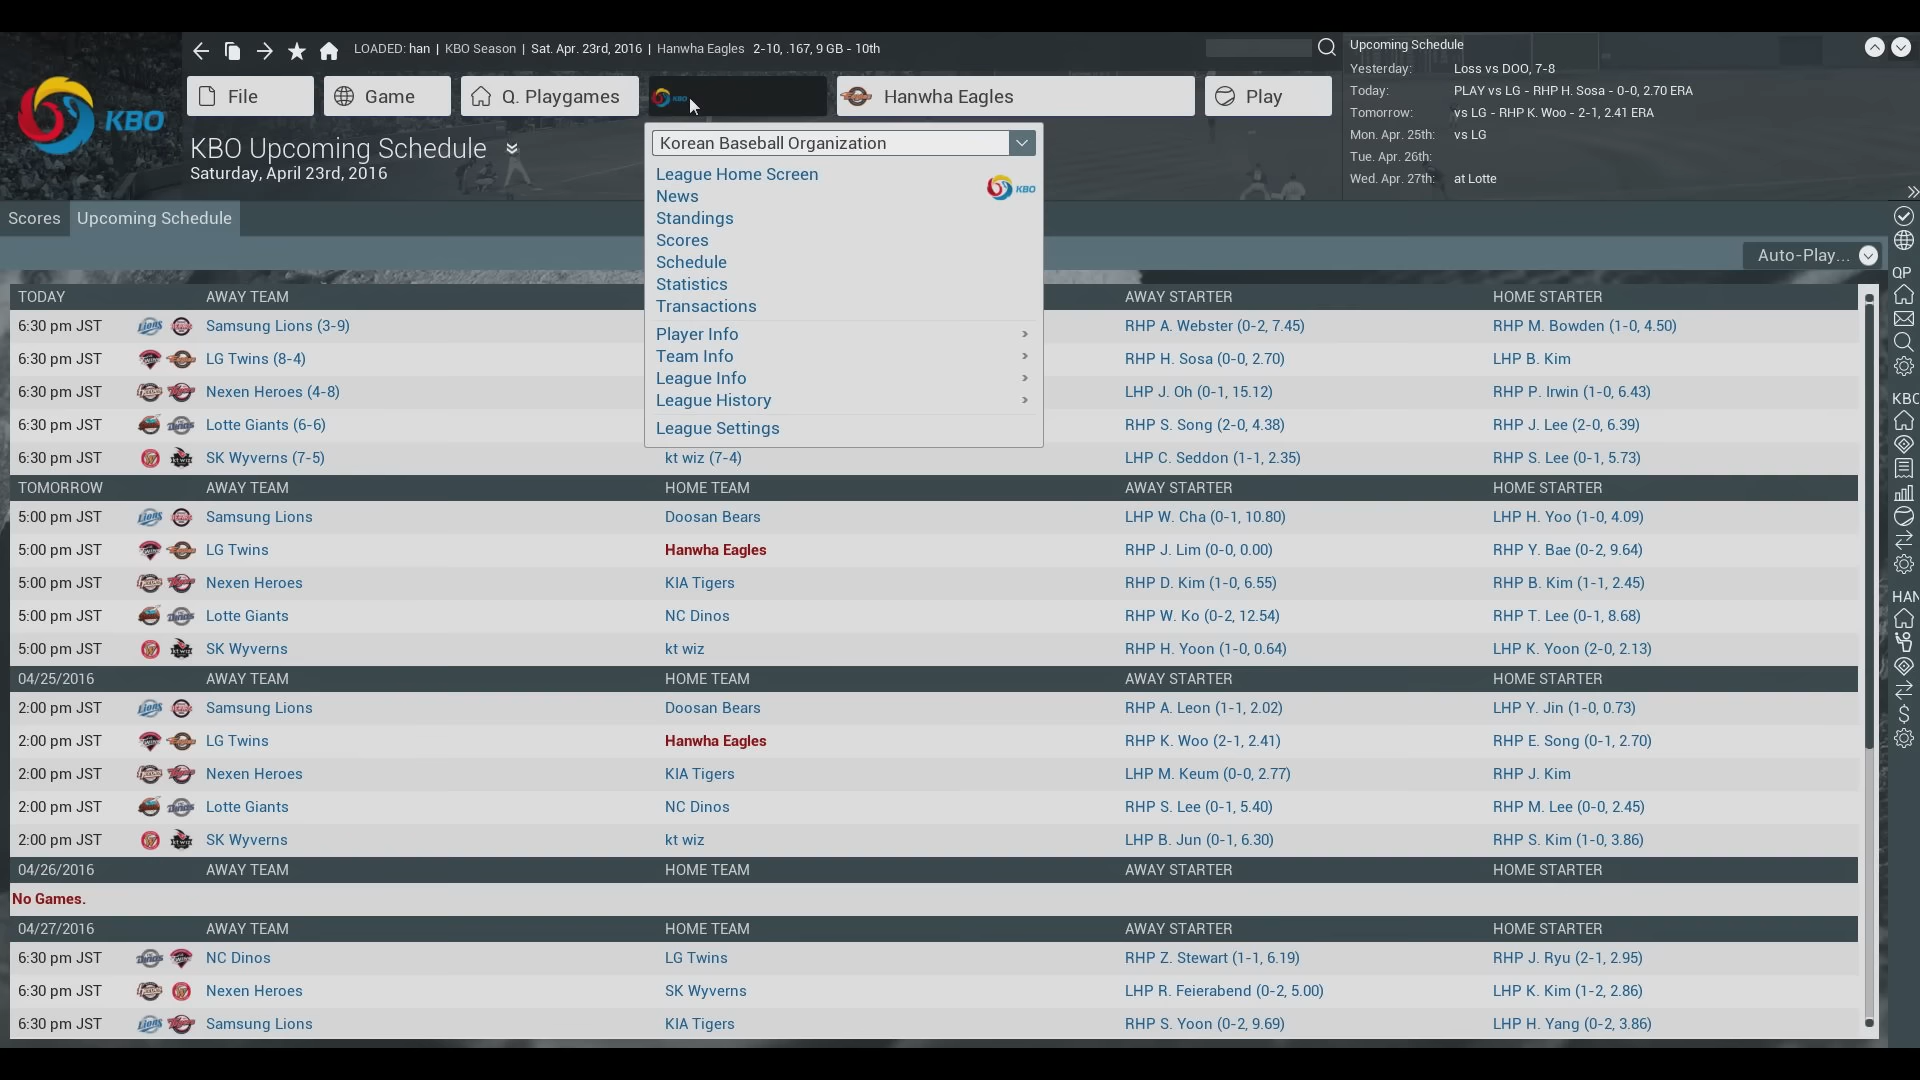 LOADED: han | KBO Season | Sat. Apr. 23rd, 2016 | Hanwha Eagles 2-10, .167, 9 GB - 10th
KBO
File
Game
Q. Playgames
KBO
Hanwha Eagles
Play
Upcoming Schedule
Yesterday: Loss vs DOO, 7-8
Today: PLAY vs LG - RHP H. Sosa - 0-0, 2.70 ERA
Tomorrow: vs LG - RHP K. Woo - 2-1, 2.41 ERA
Mon. Apr. 25th: vs LG
Tue. Apr. 26th:
Wed. Apr. 27th: at Lotte
KBO Upcoming Schedule
Saturday, April 23rd, 2016
Scores
Upcoming Schedule
Auto-Play...
Korean Baseball Organization
League Home Screen
KBO
News
Standings
Scores
Schedule
Statistics
Transactions
Player Info
Team Info
League Info
League History
League Settings
TODAY AWAY TEAM AWAY STARTER HOME STARTER
6:30 pm JST Samsung Lions (3-9) RHP A. Webster (0-2, 7.45) RHP M. Bowden (1-0, 4.50)
6:30 pm JST LG Twins (8-4) RHP H. Sosa (0-0, 2.70) LHP B. Kim
6:30 pm JST Nexen Heroes (4-8) LHP J. Oh (0-1, 15.12) RHP P. Irwin (1-0, 6.43)
6:30 pm JST Lotte Giants (6-6) RHP S. Song (2-0, 4.38) RHP J. Lee (2-0, 6.39)
6:30 pm JST SK Wyverns (7-5) kt wiz (7-4) LHP C. Seddon (1-1, 2.35) RHP S. Lee (0-1, 5.73)
TOMORROW AWAY TEAM HOME TEAM AWAY STARTER HOME STARTER
5:00 pm JST Samsung Lions Doosan Bears LHP W. Cha (0-1, 10.80) LHP H. Yoo (1-0, 4.09)
5:00 pm JST LG Twins Hanwha Eagles RHP J. Lim (0-0, 0.00) RHP Y. Bae (0-2, 9.64)
5:00 pm JST Nexen Heroes KIA Tigers RHP D. Kim (1-0, 6.55) RHP B. Kim (1-1, 2.45)
5:00 pm JST Lotte Giants NC Dinos RHP W. Ko (0-2, 12.54) RHP T. Lee (0-1, 8.68)
5:00 pm JST SK Wyverns kt wiz RHP H. Yoon (1-0, 0.64) LHP K. Yoon (2-0, 2.13)
04/25/2016 AWAY TEAM HOME TEAM AWAY STARTER HOME STARTER
2:00 pm JST Samsung Lions Doosan Bears RHP A. Leon (1-1, 2.02) LHP Y. Jin (1-0, 0.73)
2:00 pm JST LG Twins Hanwha Eagles RHP K. Woo (2-1, 2.41) RHP E. Song (0-1, 2.70)
2:00 pm JST Nexen Heroes KIA Tigers LHP M. Keum (0-0, 2.77) RHP J. Kim
2:00 pm JST Lotte Giants NC Dinos RHP S. Lee (0-1, 5.40) RHP M. Lee (0-0, 2.45)
2:00 pm JST SK Wyverns kt wiz LHP B. Jun (0-1, 6.30) RHP S. Kim (1-0, 3.86)
04/26/2016 AWAY TEAM HOME TEAM AWAY STARTER HOME STARTER
No Games.
04/27/2016 AWAY TEAM HOME TEAM AWAY STARTER HOME STARTER
6:30 pm JST NC Dinos LG Twins RHP Z. Stewart (1-1, 6.19) RHP J. Ryu (2-1, 2.95)
6:30 pm JST Nexen Heroes SK Wyverns LHP R. Feierabend (0-2, 5.00) LHP K. Kim (1-2, 2.86)
6:30 pm JST Samsung Lions KIA Tigers RHP S. Yoon (0-2, 9.69) LHP H. Yang (0-2, 3.86)
QP
KBO
HAN